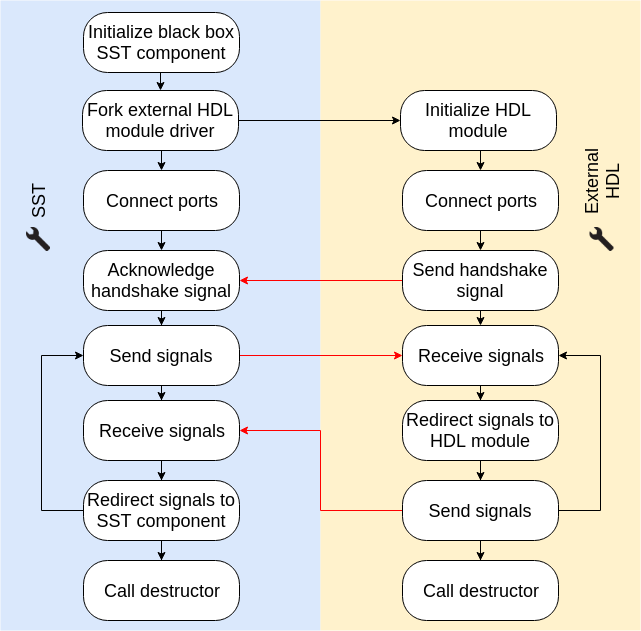 Initialize black box
SST component
Fork external HDL
module driver
Connect ports
Acknowledge
handshake signal
Send signals
Receive signals
Redirect signals to
SST component
Call destructor
SST
Initialize HDL
module
Connect ports
Send handshake
signal
Receive signals
Redirect signals to
HDL module
Send signals
Call destructor
External
HDL